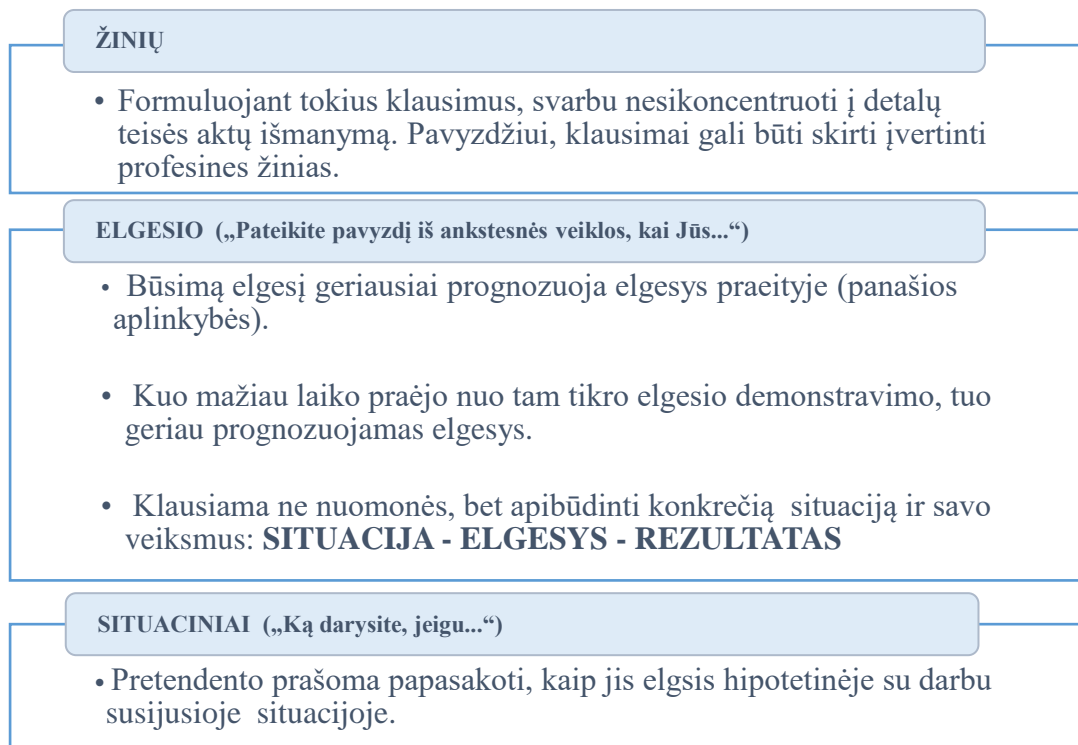 ŽINIŲ
• Formuluojant tokius klausimus, svarbu nesikoncentruoti į detalų
teisės aktų išmanymą. Pavyzdžiui, klausimai gali būti skirti įvertinti
profesines žinias.
ELGESIO („Pateikite pavyzdį iš ankstesnės veiklos, kai Jūs...“)
• Būsimą elgesį geriausiai prognozuoja elgesys praeityje (panašios
aplinkybės).
• Kuo mažiau laiko praėjo nuo tam tikro elgesio demonstravimo, tuo
geriau prognozuojamas elgesys.
• Klausiama ne nuomonės, bet apibūdinti konkrečią situaciją ir savo
veiksmus: SITUACIJA - ELGESYS - REZULTATAS
SITUACINIAI („Ką darysite, jeigu...“)
• Pretendento prašoma papasakoti, kaip jis elgsis hipotetinėje su darbu
susijusioje situacijoje.